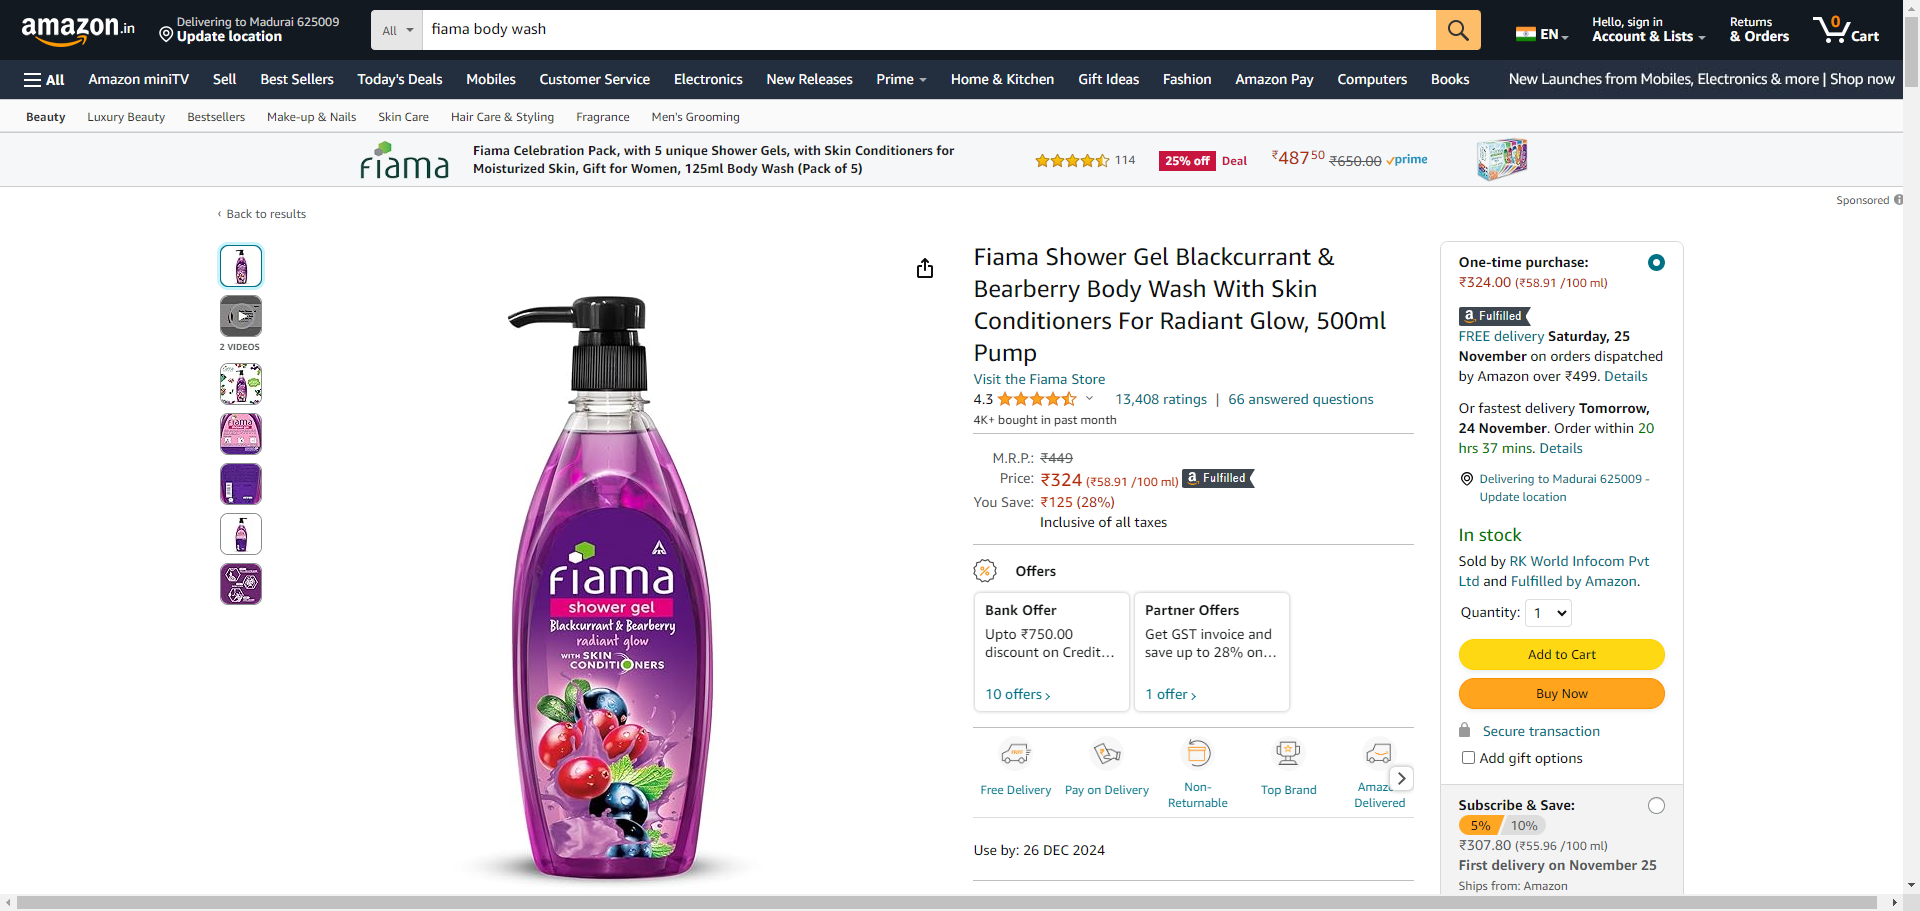 amazon.in
Delivering to Madurai 625009
Update location
All
fiama body wash
EN
Hello, sign in
Account & Lists
Returns
& Orders
0
Cart
All
Amazon miniTV
Sell
Best Sellers
Today's Deals
Mobiles
Customer Service
Electronics
New Releases
Prime
Home & Kitchen
Gift Ideas
Fashion
Amazon Pay
Computers
Books
New Launches from Mobiles, Electronics & more | Shop now
Beauty
Luxury Beauty
Bestsellers
Make-up & Nails
Skin Care
Hair Care & Styling
Fragrance
Men's Grooming
fiama
Fiama Celebration Pack, with 5 unique Shower Gels, with Skin Conditioners for
Moisturized Skin, Gift for Women, 125ml Body Wash (Pack of 5)
114
25% off
Deal
₹48750
₹650.00
prime
Sponsored
‹ Back to results
2 VIDEOS
fiama
shower gel
Blackcurrant & Bearberry
radiant glow
WITH SKIN
CONDITIONERS
Fiama Shower Gel Blackcurrant &
Bearberry Body Wash With Skin
Conditioners For Radiant Glow, 500ml
Pump
Visit the Fiama Store
4.3
13,408 ratings | 66 answered questions
4K+ bought in past month
M.R.P.: ₹449
Price: ₹324 (₹58.91 /100 ml) a Fulfilled
You Save: ₹125 (28%)
Inclusive of all taxes
Offers
Bank Offer
Upto ₹750.00
discount on Credit…
10 offers ›
Partner Offers
Get GST invoice and
save up to 28% on…
1 offer ›
Free Delivery
Pay on Delivery
Non-
Returnable
Top Brand
Amaz
Delivered
Use by: 26 DEC 2024
One-time purchase:
₹324.00 (₹58.91 /100 ml)
a Fulfilled
FREE delivery Saturday, 25
November on orders dispatched
by Amazon over ₹499. Details
Or fastest delivery Tomorrow,
24 November. Order within 20
hrs 37 mins. Details
Delivering to Madurai 625009 -
Update location
In stock
Sold by RK World Infocom Pvt
Ltd and Fulfilled by Amazon.
Quantity: 1
Add to Cart
Buy Now
Secure transaction
Add gift options
Subscribe & Save:
5% 10%
₹307.80 (₹55.96 /100 ml)
First delivery on November 25
Ships from: Amazon